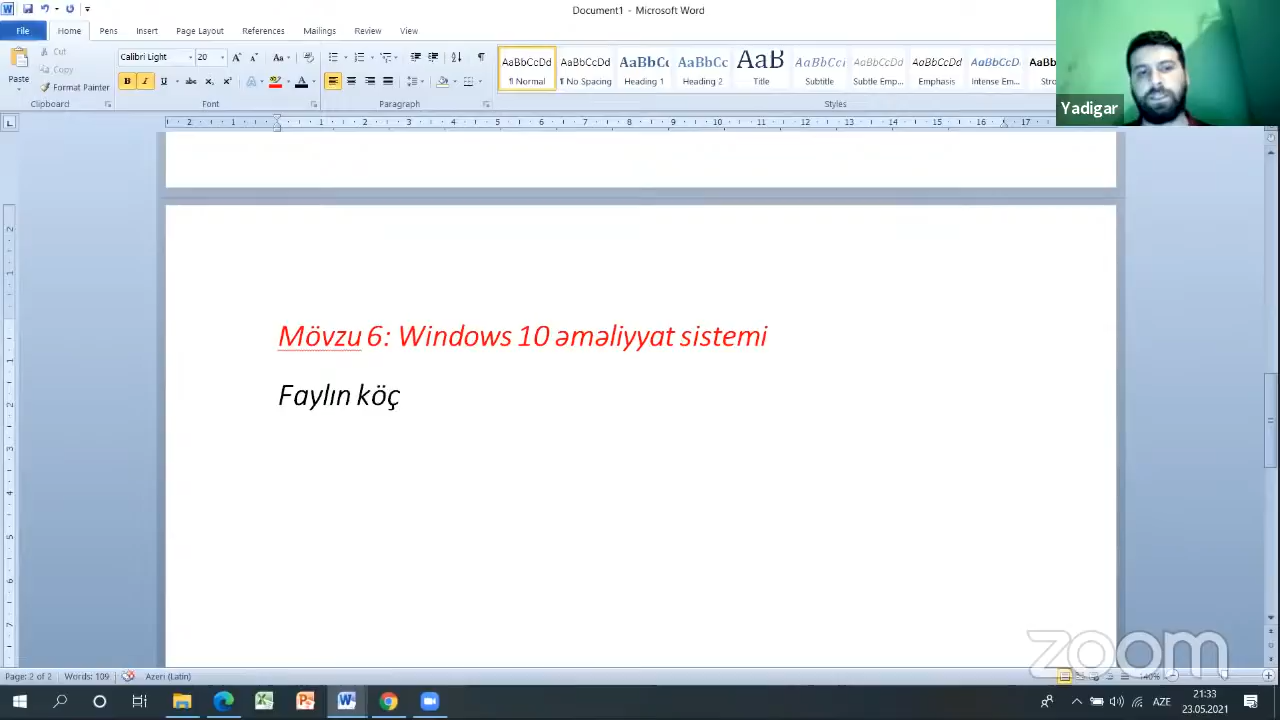 Document1 - Microsoft Word
File Home Pens Insert Page Layout References Mailings Review View
Paste
Cut
Copy
Format Painter
Calibri Light 20
AaBbCcDd AaBbCcDd AaBbCc AaBbCc AaB AaBbCcDd AaBbCcDd AaBbCcDd AaBbCcDd
¶ Normal ¶ No Spacing Heading 1 Heading 2 Title Subtitle Subtle Emp... Emphasis Intense Em...
Clipboard Font Paragraph Styles
Yadigar
Mövzu 6: Windows 10 əməliyyat sistemi
Faylın köç
zoom
Page: 2 of 2 Words: 109 Azeri (Latin) 140%
AZE
21:33
23.05.2021